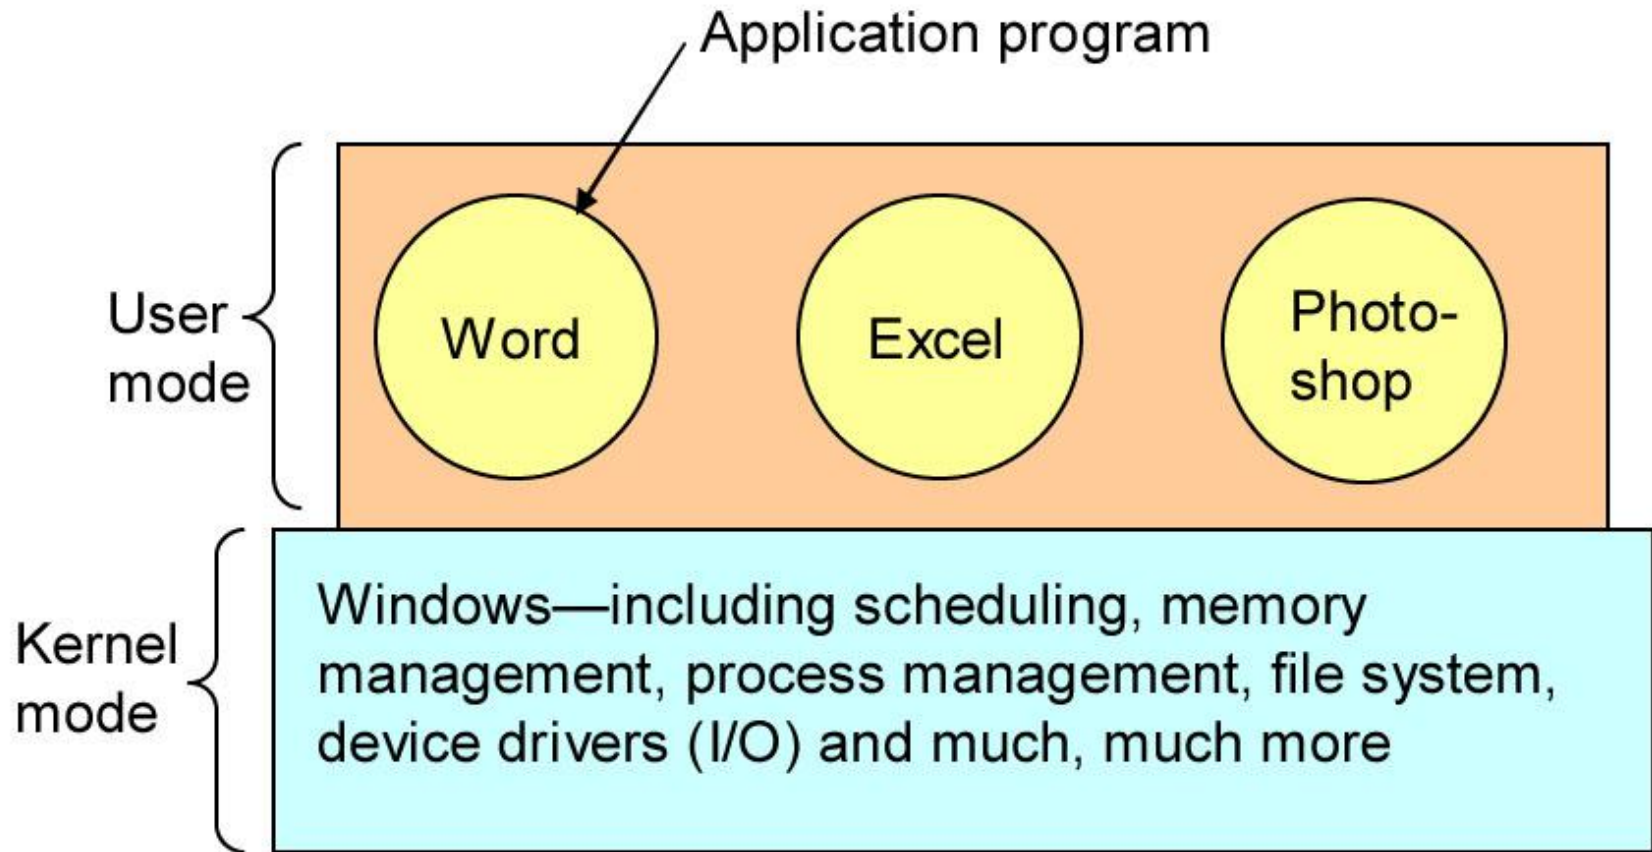 Application program
User
mode
Word
Excel
Photo-
shop
Kernel
mode
Windows—including scheduling, memory
management, process management, file system,
device drivers (I/O) and much, much more